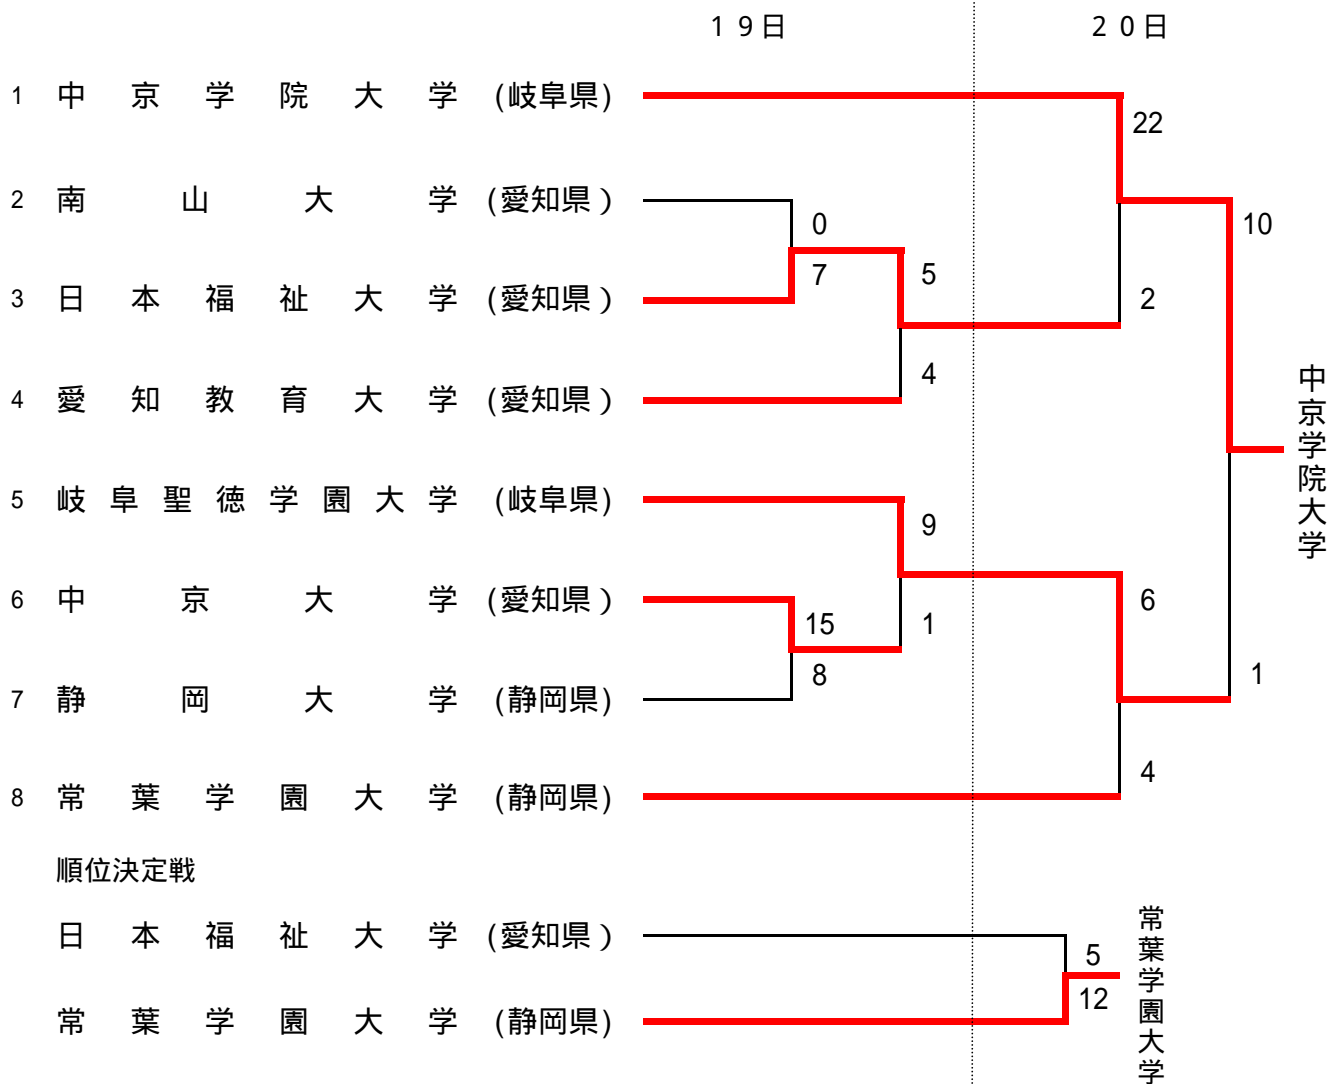 19日 20日
1 中京学院大学 (岐阜県)
22
2 南山大学 (愛知県)
0 10
7 5
3 日本福祉大学 (愛知県)
2
4
4 愛知教育大学 (愛知県)
中京学院大学
5 岐阜聖徳学園大学 (岐阜県)
9
6 中京大学 (愛知県)
6
15 1
8 1
7 静岡大学 (静岡県)
4
8 常葉学園大学 (静岡県)
順位決定戦
日本福祉大学 (愛知県)
5
12
常葉学園大学
常葉学園大学 (静岡県)